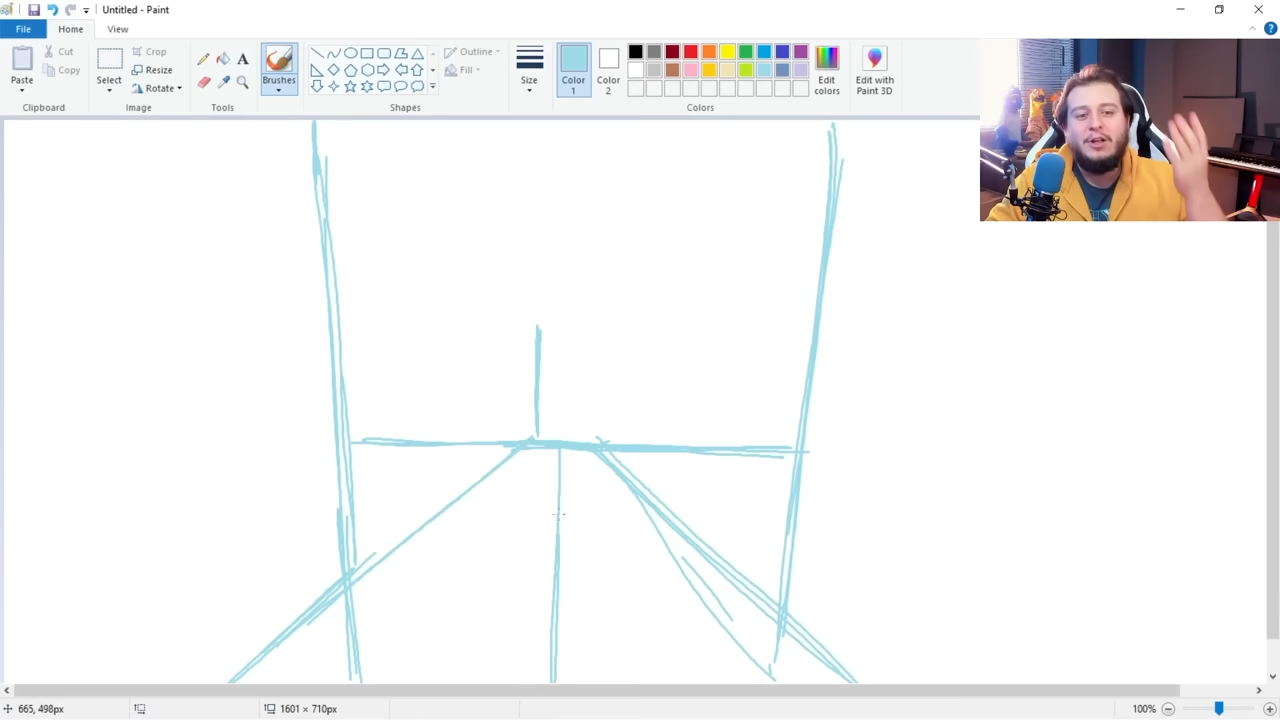 Untitled - Paint
File Home View
Paste Cut Copy Select Crop Resize Rotate Brushes Outline Fill Size Color 1 Color 2 Edit colors Edit with Paint 3D
Clipboard Image Tools Shapes Colors
665, 498px 1601 × 710px 100%